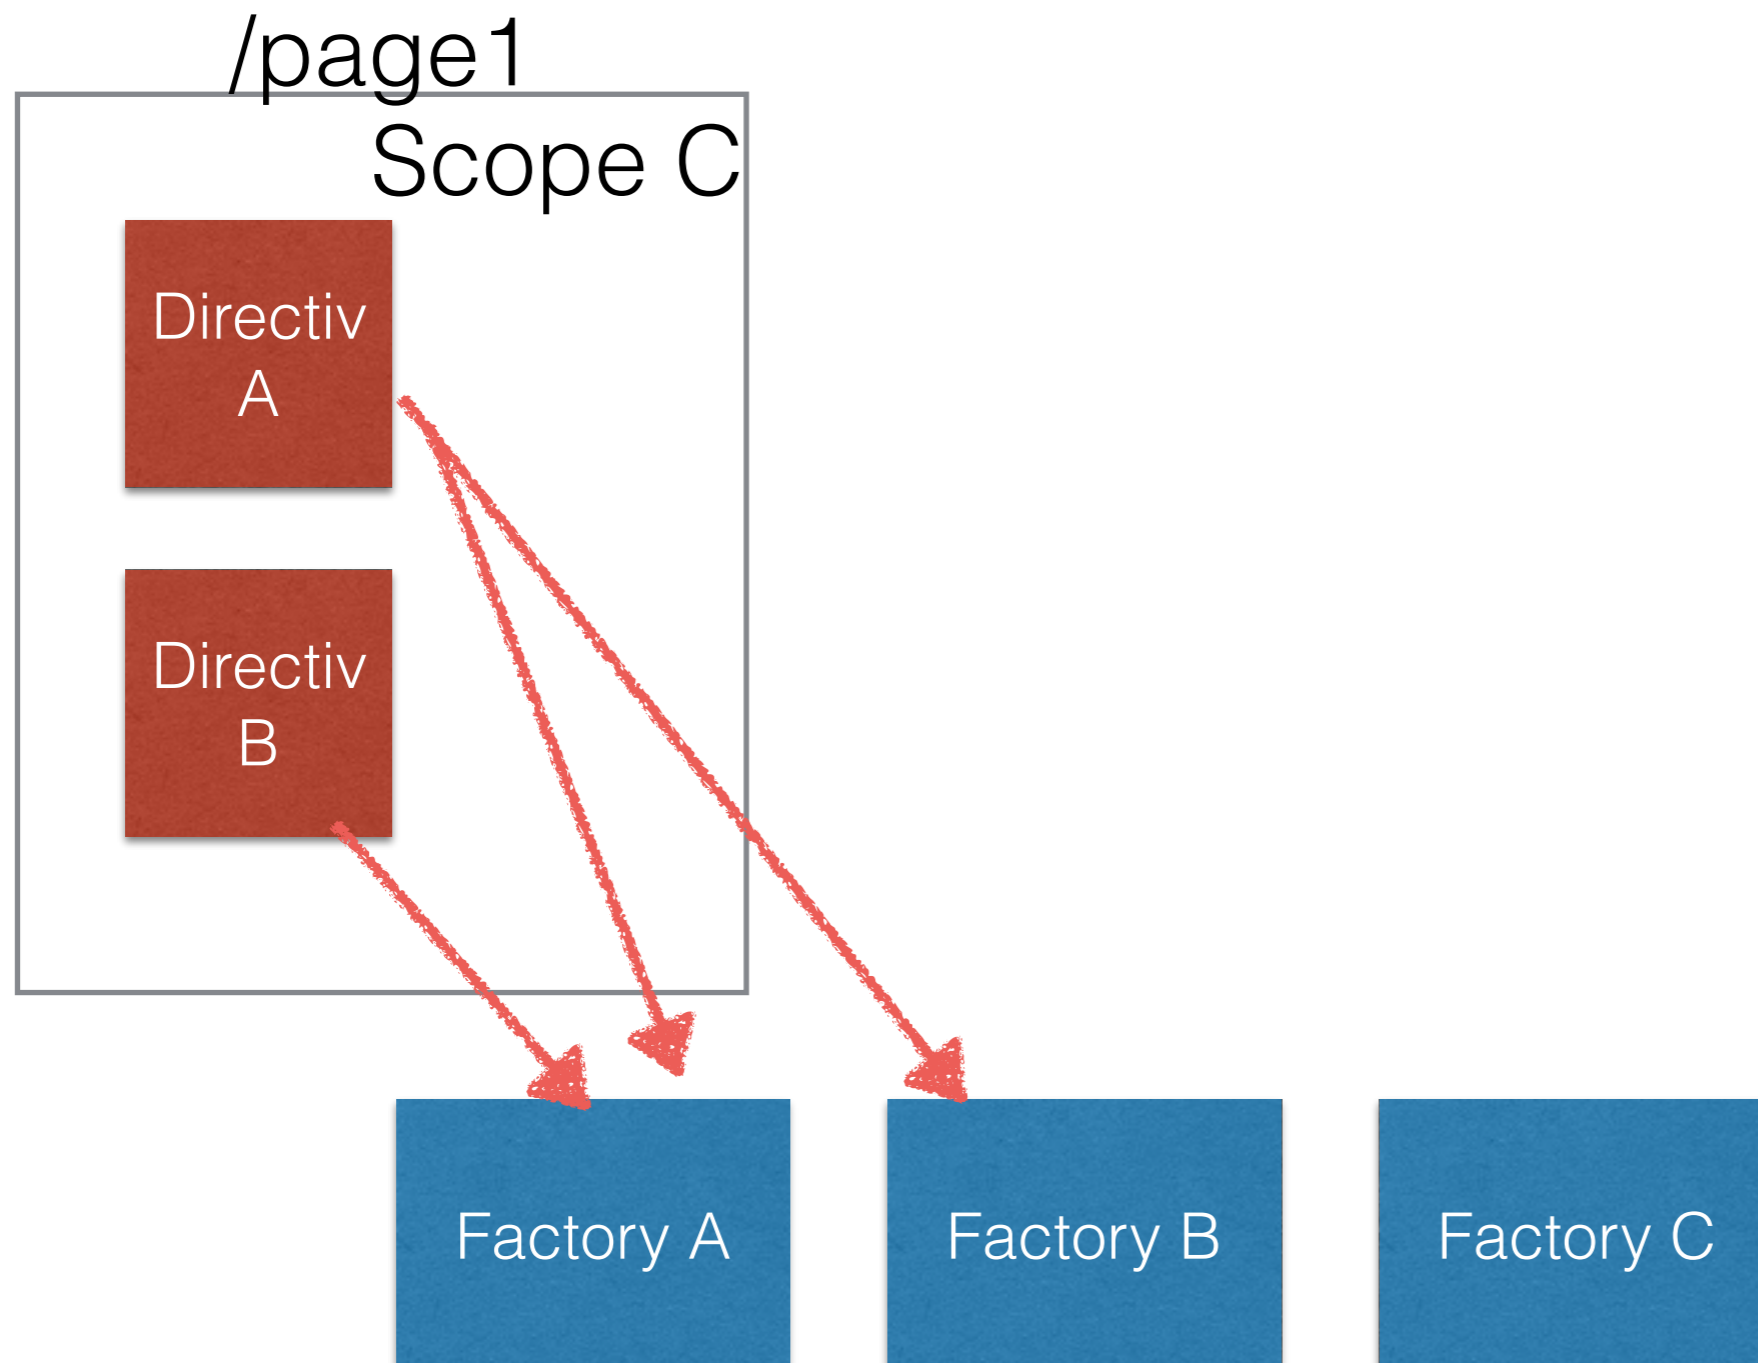 /page1
Scope C
Directiv
A
Directiv
B
Factory A
Factory B
Factory C